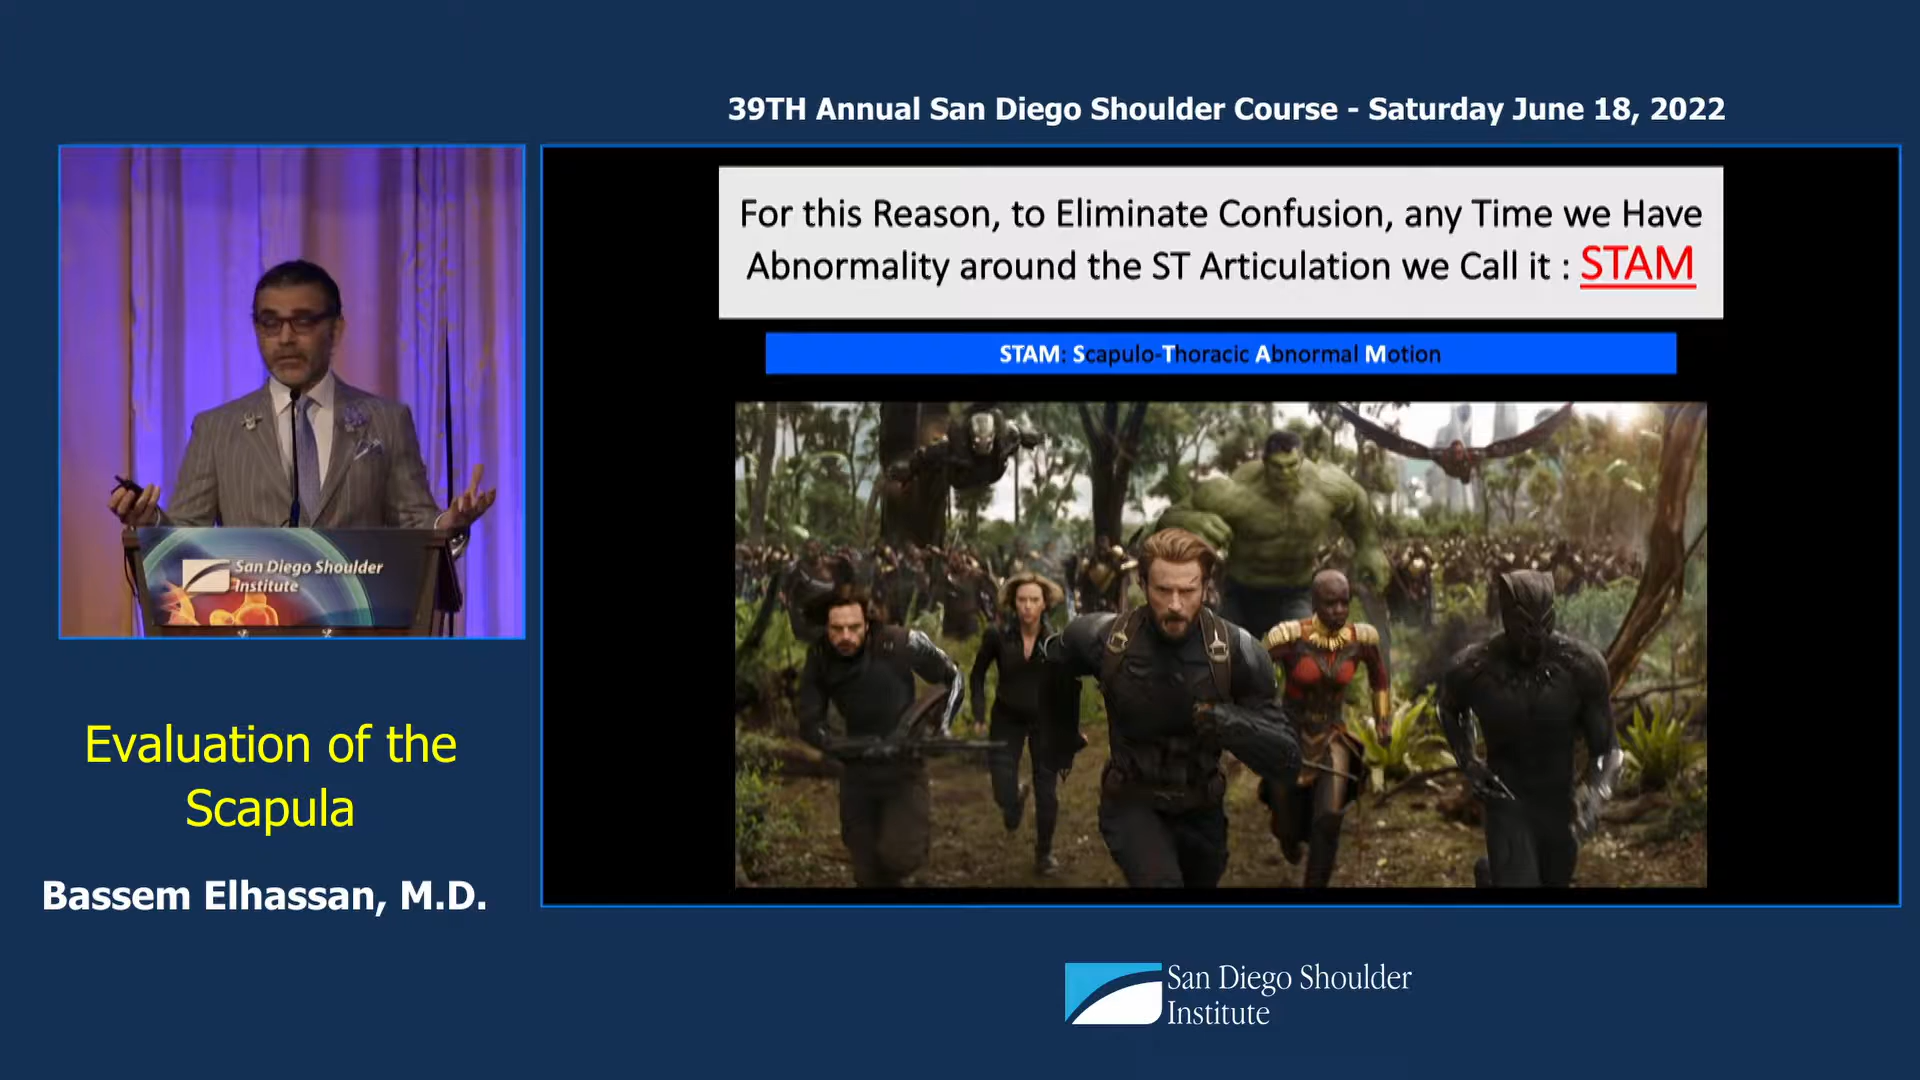 39TH Annual San Diego Shoulder Course - Saturday June 18, 2022
For this Reason, to Eliminate Confusion, any Time we Have
Abnormality around the ST Articulation we Call it : STAM
STAM: Scapulo-Thoracic Abnormal Motion
San Diego Shoulder
Institute
Evaluation of the
Scapula
Bassem Elhassan, M.D.
San Diego Shoulder
Institute